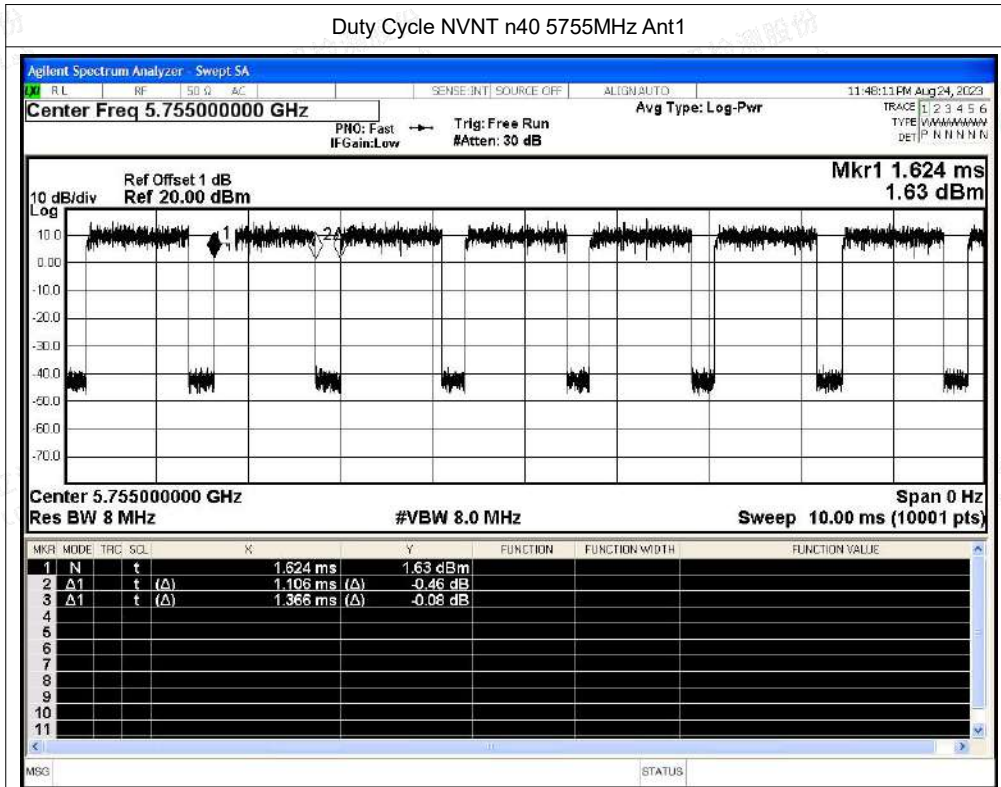 Duty Cycle NVNT n40 5755MHz Ant1
Agilent Spectrum Analyzer - Swept SA
LXI RL RF 50 Ω AC SENSE:INT SOURCE OFF ALIGNAUTO 11:48:11 PM Aug 24, 2023
Center Freq 5.755000000 GHz Avg Type: Log-Pwr TRACE 1 2 3 4 5 6
PNO: Fast Trig: Free Run TYPE
IFGain:Low #Atten: 30 dB DET P N N N N N
Mkr1 1.624 ms
Ref Offset 1 dB
10 dB/div Ref 20.00 dBm 1.63 dBm
Log
10.0
0.00
-10.0
-20.0
-30.0
-40.0
-50.0
-60.0
-70.0
1
2Δ
Center 5.755000000 GHz Span 0 Hz
Res BW 8 MHz #VBW 8.0 MHz Sweep 10.00 ms (10001 pts)
MKR MODE TRC SCL X Y FUNCTION FUNCTION WIDTH FUNCTION VALUE
1 N t 1.624 ms 1.63 dBm
2 Δ1 t (Δ) 1.106 ms (Δ) -0.46 dB
3 Δ1 t (Δ) 1.366 ms (Δ) -0.08 dB
4
5
6
7
8
9
10
11
MSG STATUS